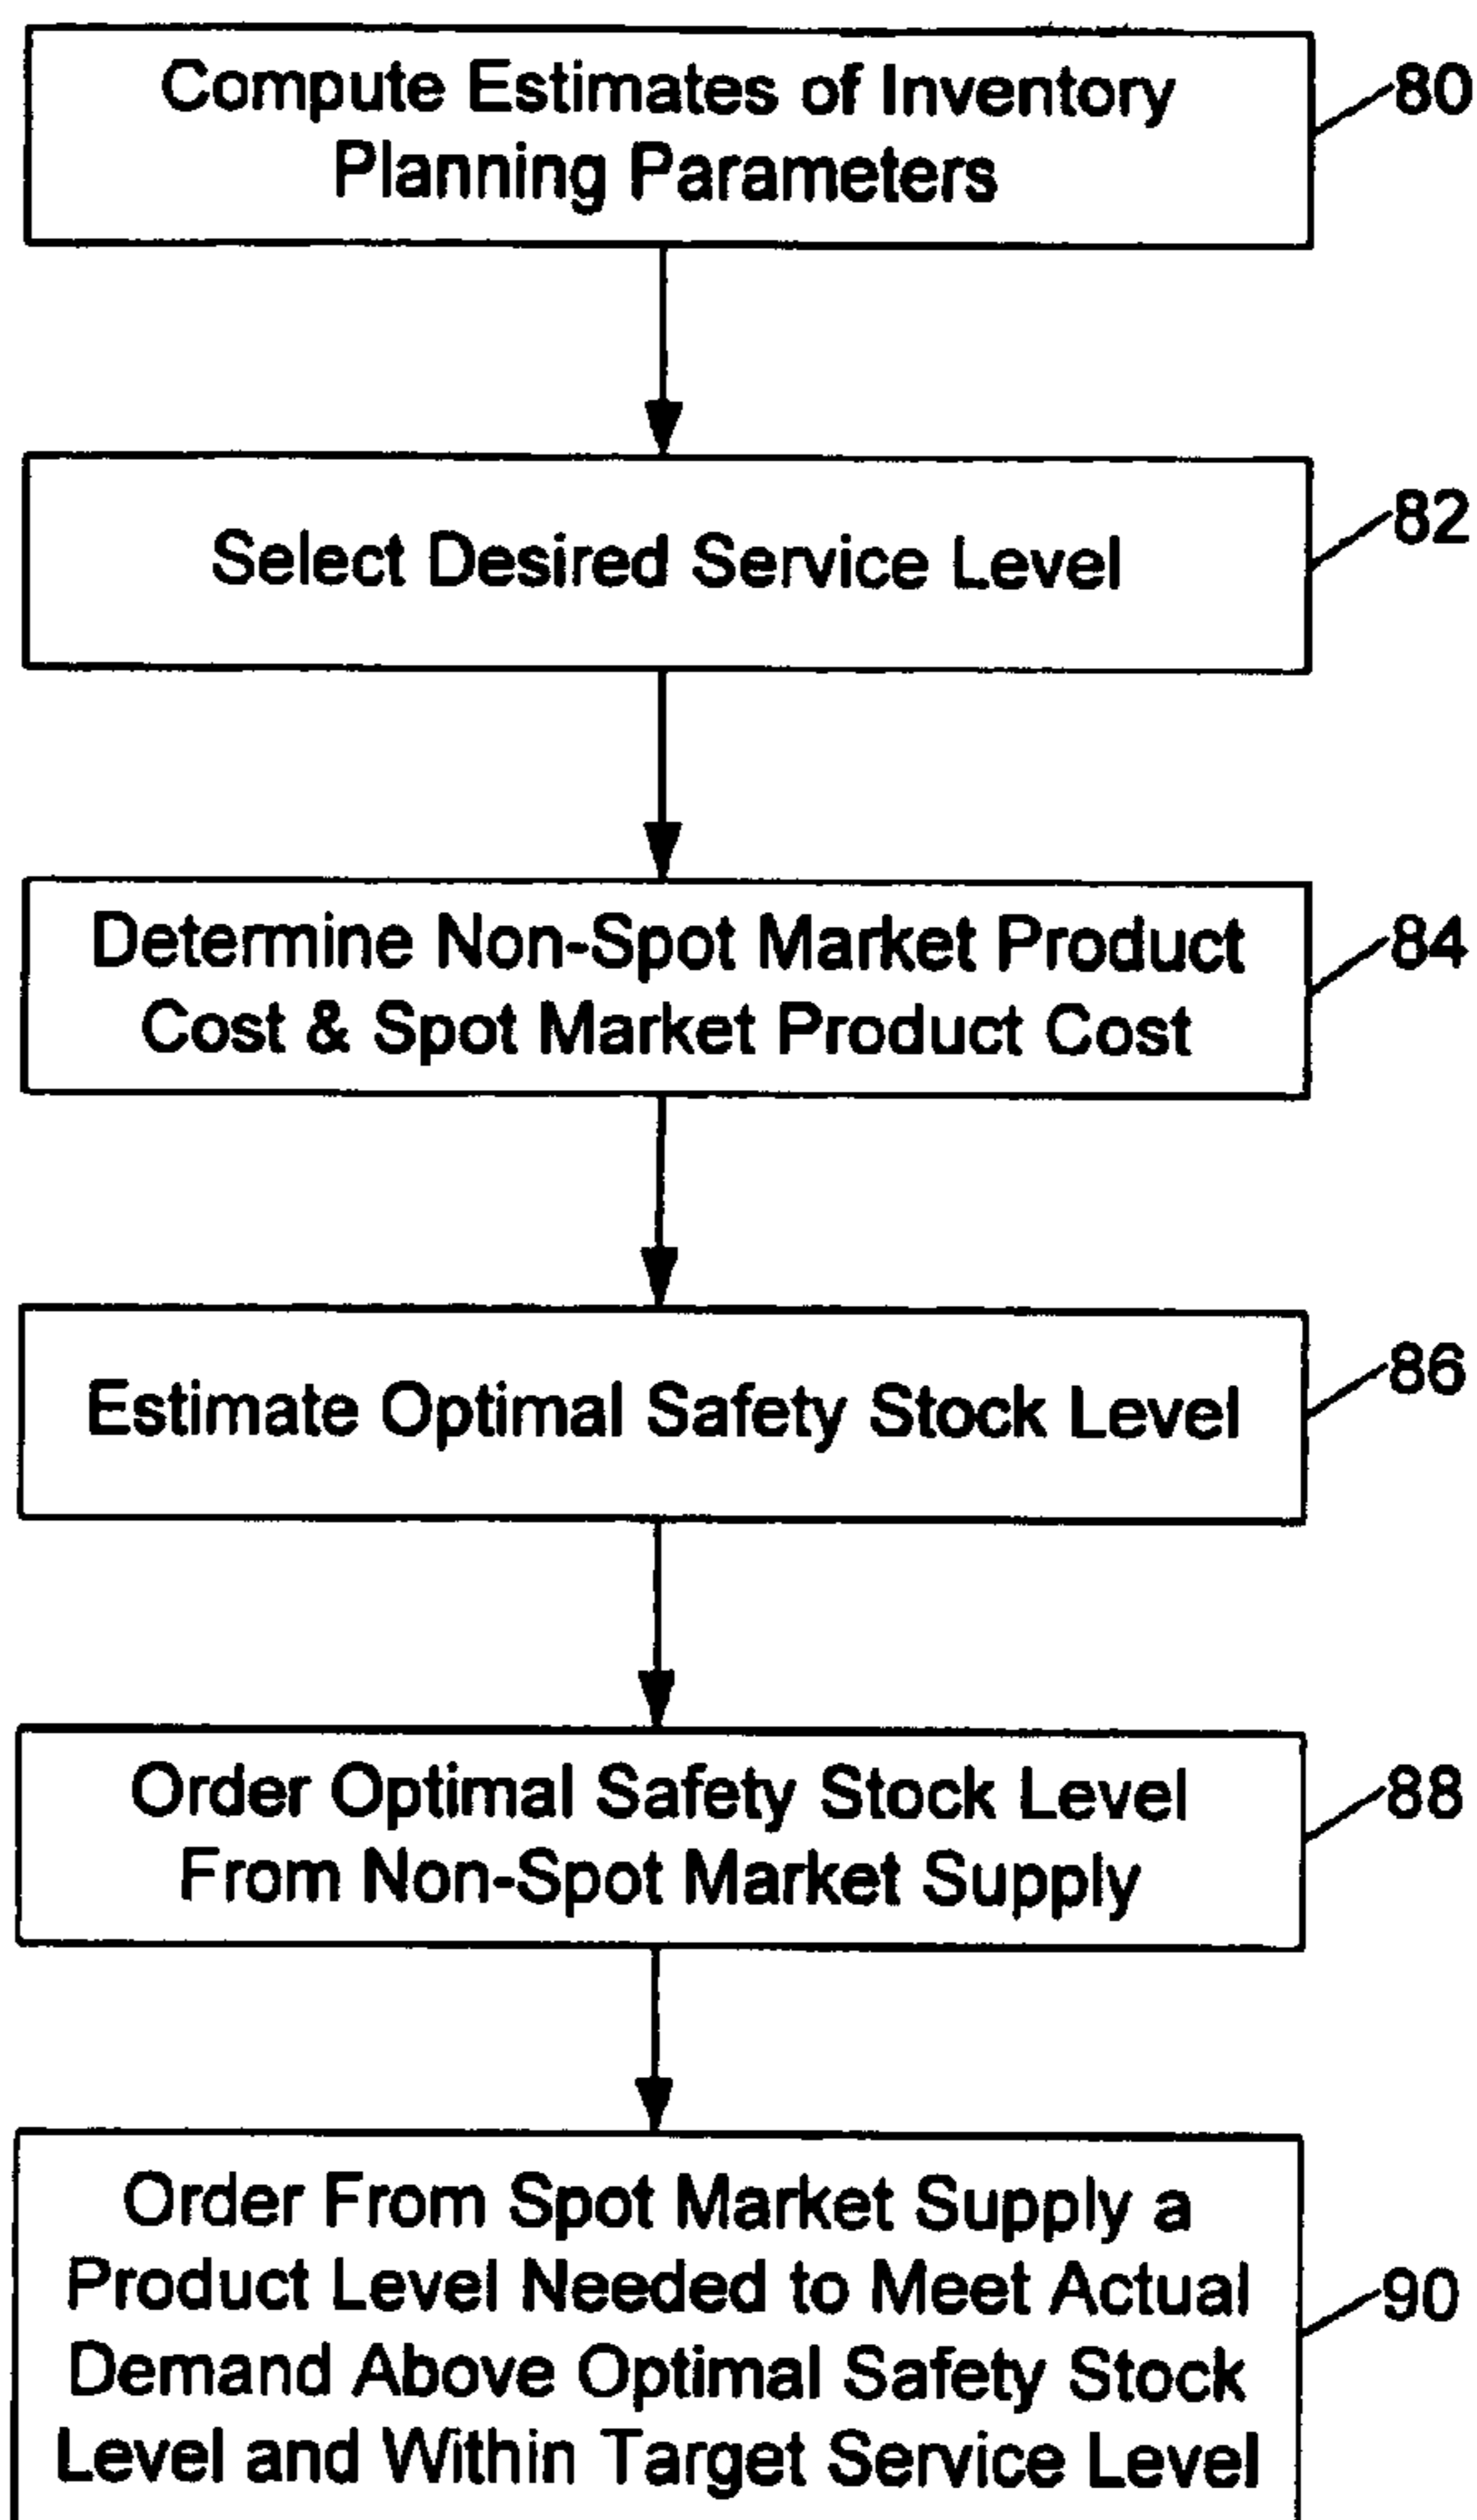 Compute Estimates of Inventory
Planning Parameters
80
Select Desired Service Level
82
Determine Non-Spot Market Product
Cost & Spot Market Product Cost
84
Estimate Optimal Safety Stock Level
86
Order Optimal Safety Stock Level
From Non-Spot Market Supply
88
Order From Spot Market Supply a
Product Level Needed to Meet Actual
Demand Above Optimal Safety Stock
Level and Within Target Service Level
90